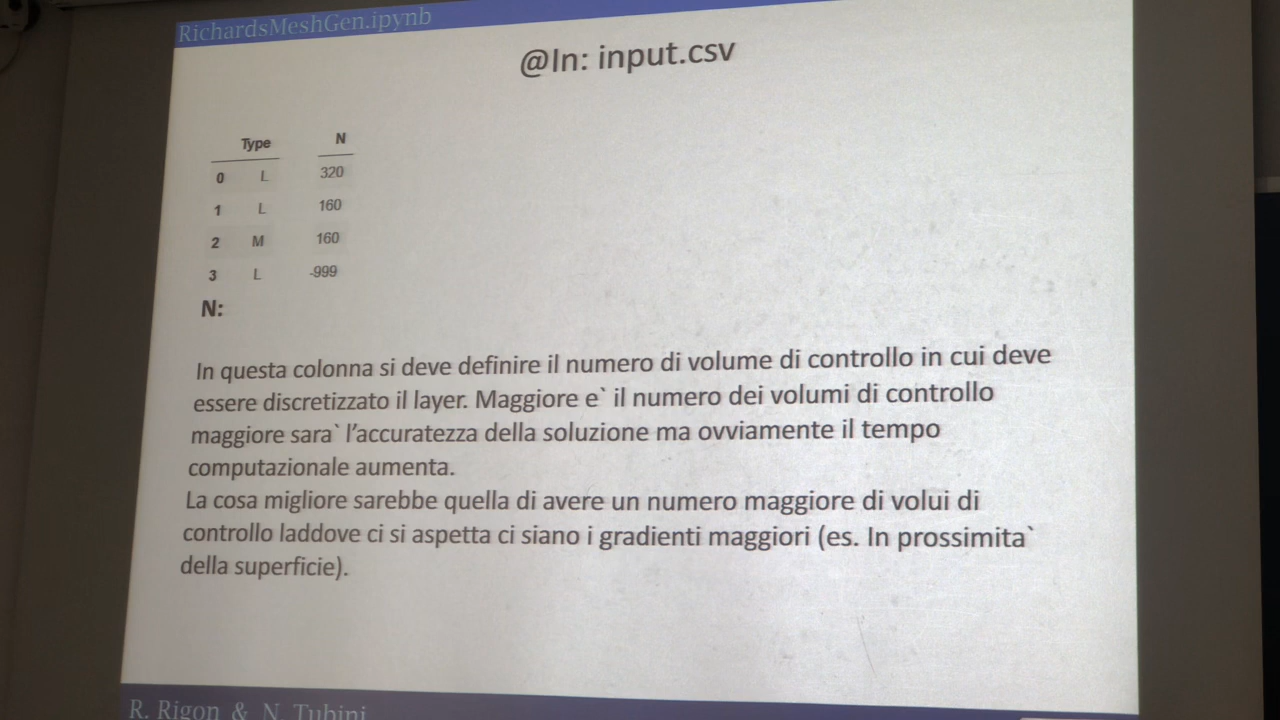 RichardsMeshGen.ipynb
@In: input.csv
Type N
0 L 320
1 L 160
2 M 160
3 L -999
N:
In questa colonna si deve definire il numero di volume di controllo in cui deve
essere discretizzato il layer. Maggiore e` il numero dei volumi di controllo
maggiore sara` l’accuratezza della soluzione ma ovviamente il tempo
computazionale aumenta.
La cosa migliore sarebbe quella di avere un numero maggiore di volui di
controllo laddove ci si aspetta ci siano i gradienti maggiori (es. In prossimita`
della superficie).
R. Rigon & N. Tubini